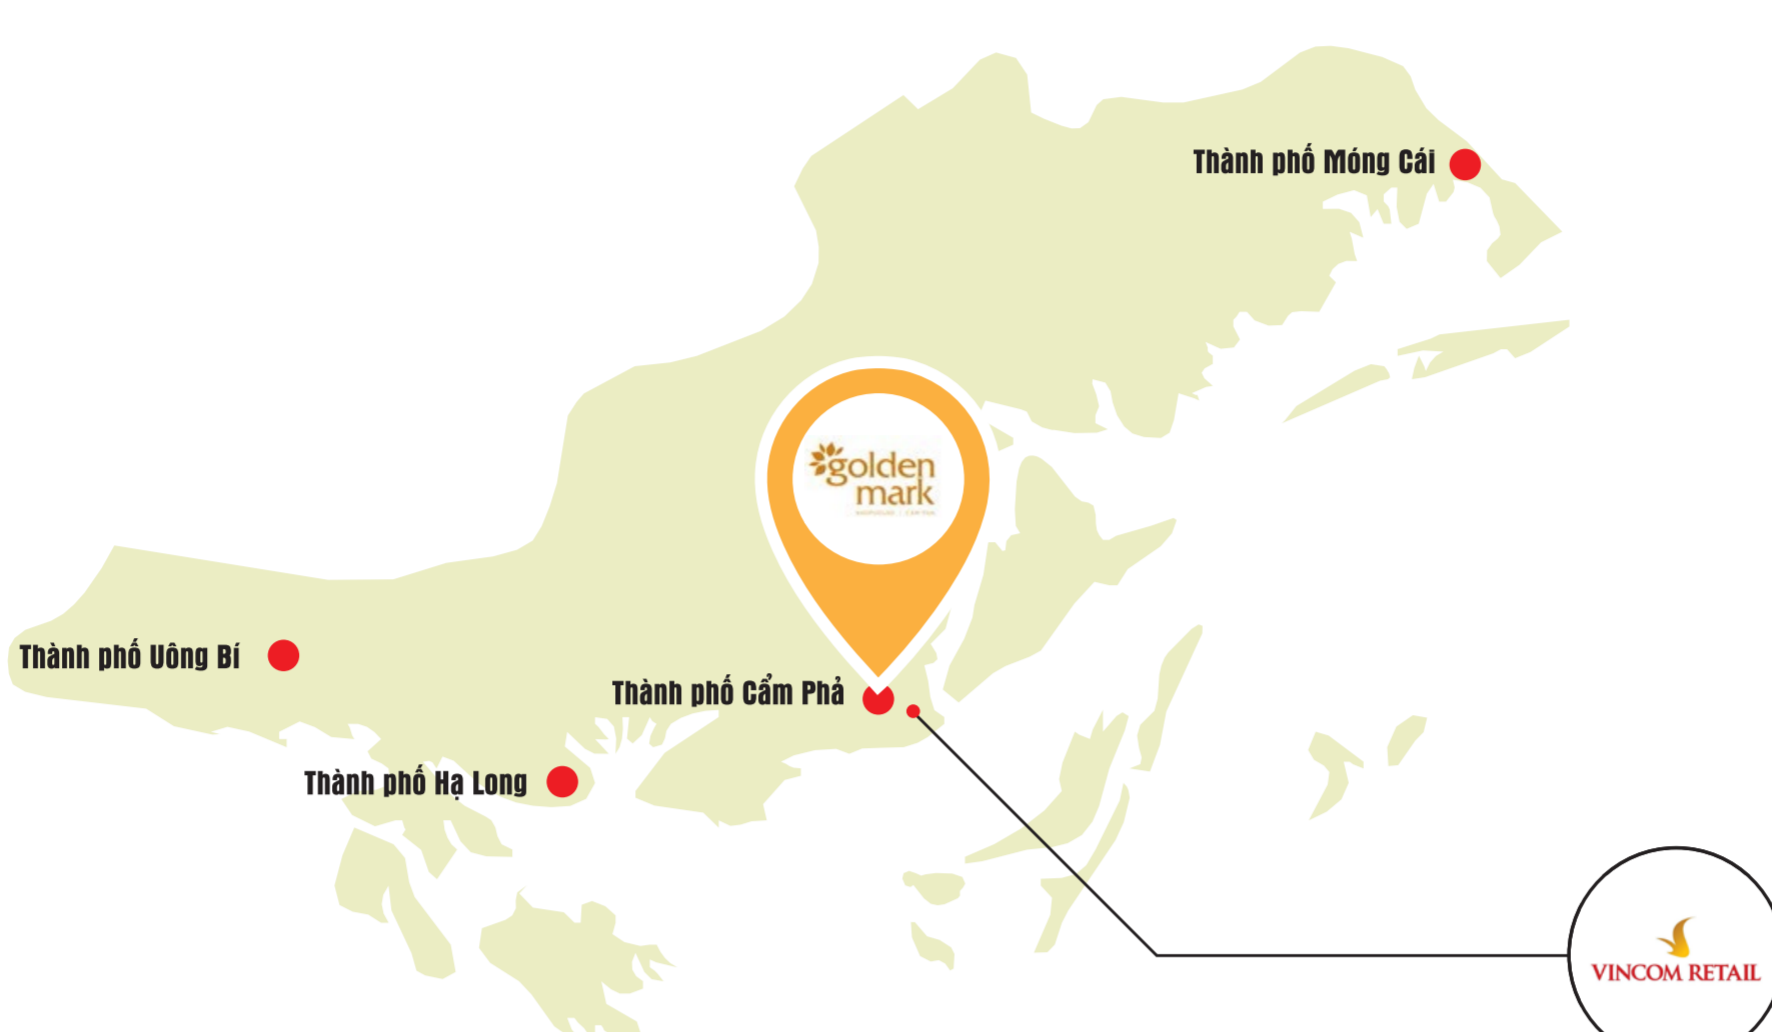 Thành phố Móng Cái
golden
mark
Thành phố Uông Bí
Thành phố Cẩm Phả
Thành phố Hạ Long
VINCOM RETAIL